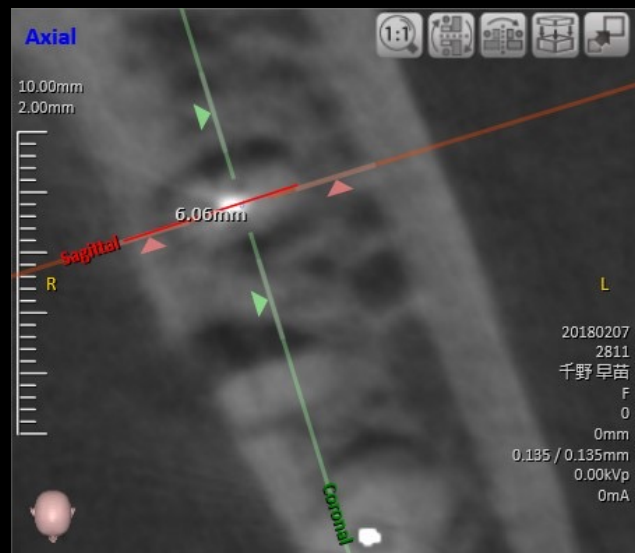 Axial
1:1
10.00mm
2.00mm
6.06mm
Sagittal
R
L
20180207
2811
千野 早苗
F
0
0mm
0.135 / 0.135mm
0.00kVp
0mA
Coronal